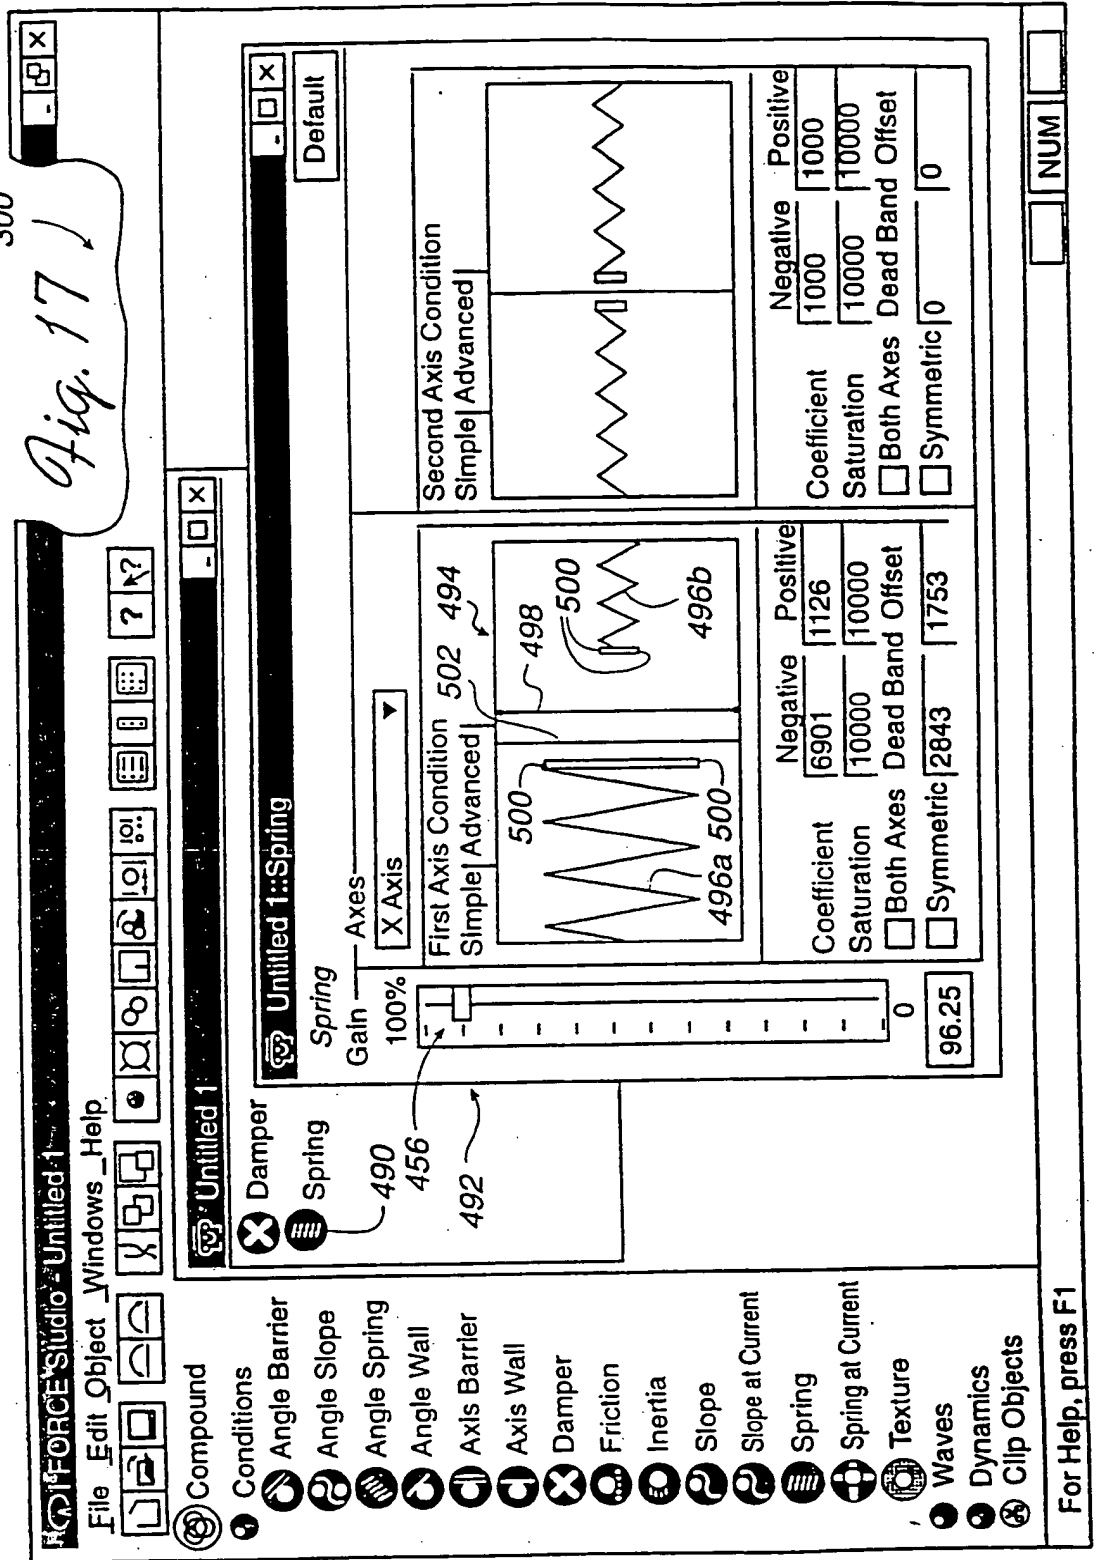 300
Fig. 17
I-FORCE Studio - Untitled 1
File Edit Object Windows Help
? ?
Compound
Conditions
Angle Barrier
Angle Slope
Angle Spring
Angle Wall
Axis Barrier
Axis Wall
Damper
Friction
Inertia
Slope
Slope at Current
Spring
Spring at Current
Texture
Waves
Dynamics
Clip Objects
Untitled 1
Damper
Spring
490
456
492
Untitled 1::Spring
Spring
Default
Gain
100%
0
96.25
Axes
X Axis
First Axis Condition
Simple Advanced
502
494
498
500
500
496a
500
496b
Negative Positive
Coefficient 6901 1126
Saturation 10000 10000
Both Axes Dead Band Offset
Symmetric 2843 1753
Second Axis Condition
Simple Advanced
Negative Positive
Coefficient 1000 1000
Saturation 10000 10000
Both Axes Dead Band Offset
Symmetric 0 0
For Help, press F1
NUM